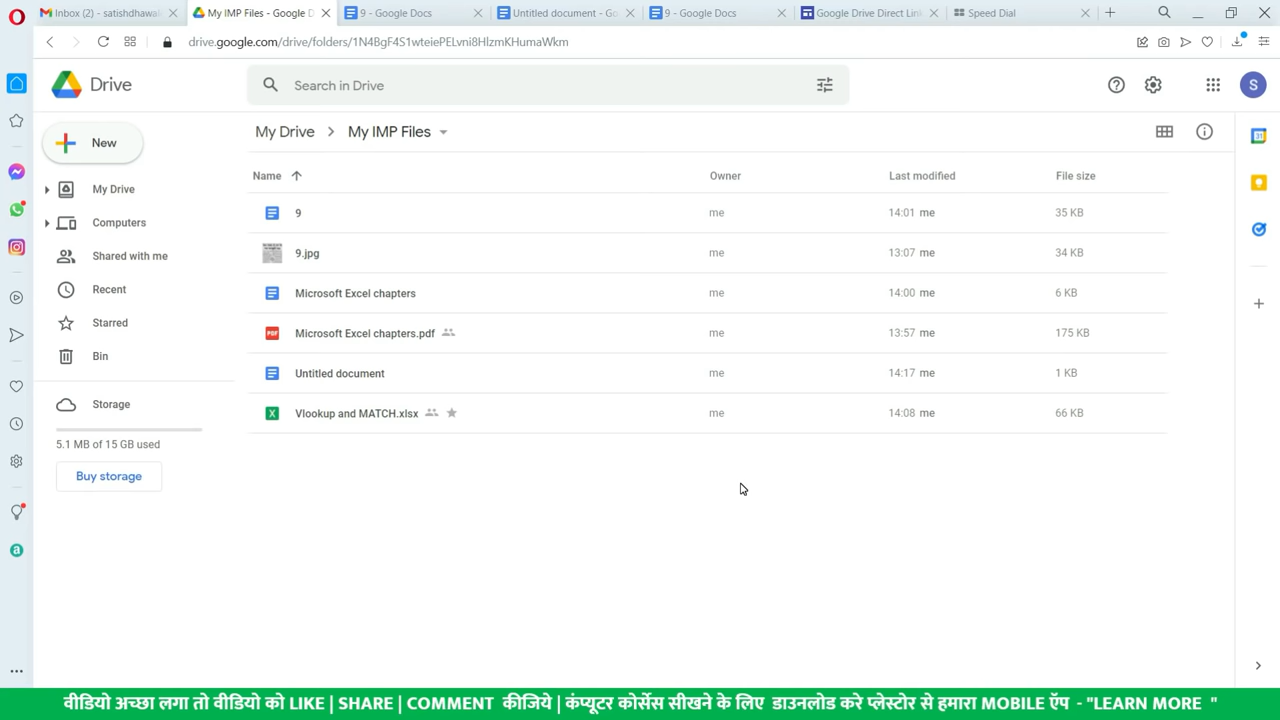 Inbox (2) - satishdhawal
My IMP Files - Google D
9 - Google Docs
Untitled document - Go
9 - Google Docs
Google Drive Direct Lin
Speed Dial
drive.google.com/drive/folders/1N4BgF4S1wteiePELvni8HlzmKHumaWkm
Drive
Search in Drive
S
New
My Drive
Computers
Shared with me
Recent
Starred
Bin
Storage
5.1 MB of 15 GB used
Buy storage
My Drive > My IMP Files
Name Owner Last modified File size
9 me 14:01 me 35 KB
9.jpg me 13:07 me 34 KB
Microsoft Excel chapters me 14:00 me 6 KB
PDF Microsoft Excel chapters.pdf me 13:57 me 175 KB
Untitled document me 14:17 me 1 KB
X Vlookup and MATCH.xlsx me 14:08 me 66 KB
31
वीडियो अच्छा लगा तो वीडियो को LIKE | SHARE | COMMENT कीजिये | कंप्यूटर कोर्सेस सीखने के लिए डाउनलोड करे प्लेस्टोर से हमारा MOBILE ऍप - "LEARN MORE "